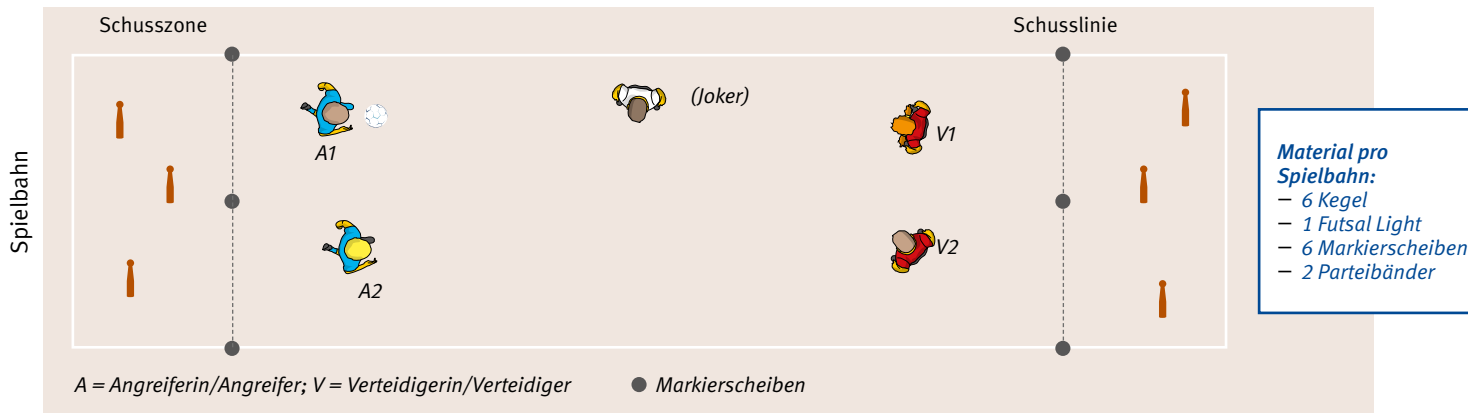 Schusszone
Schusslinie
Spielbahn
(Joker)
A1
V1
A2
V2
Material pro
Spielbahn:
– 6 Kegel
– 1 Futsal Light
– 6 Markierscheiben
– 2 Parteibänder
A = Angreiferin/Angreifer; V = Verteidigerin/Verteidiger
Markierscheiben